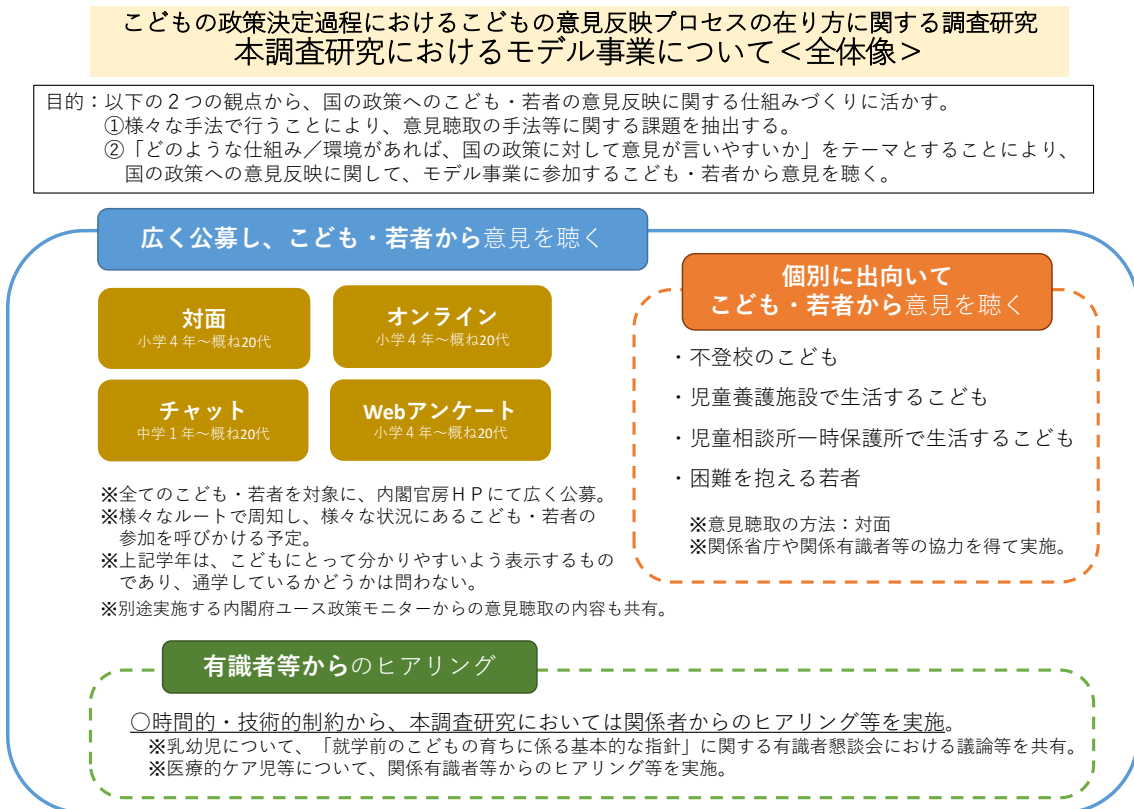 こどもの政策決定過程におけるこどもの意見反映プロセスの在り方に関する調査研究
本調査研究におけるモデル事業について＜全体像＞
目的：以下の２つの観点から、国の政策へのこども・若者の意見反映に関する仕組みづくりに活かす。
①様々な手法で行うことにより、意見聴取の手法等に関する課題を抽出する。
②「どのような仕組み／環境があれば、国の政策に対して意見が言いやすいか」をテーマとすることにより、
国の政策への意見反映に関して、モデル事業に参加するこども・若者から意見を聴く。
広く公募し、こども・若者から意見を聴く
対面
小学４年～概ね20代
オンライン
小学４年～概ね20代
チャット
中学１年～概ね20代
Webアンケート
小学４年～概ね20代
※全てのこども・若者を対象に、内閣官房ＨＰにて広く公募。
※様々なルートで周知し、様々な状況にあるこども・若者の
参加を呼びかける予定。
※上記学年は、こどもにとって分かりやすいよう表示するもの
であり、通学しているかどうかは問わない。
※別途実施する内閣府ユース政策モニターからの意見聴取の内容も共有。
個別に出向いて
こども・若者から意見を聴く
・不登校のこども
・児童養護施設で生活するこども
・児童相談所一時保護所で生活するこども
・困難を抱える若者
※意見聴取の方法：対面
※関係省庁や関係有識者等の協力を得て実施。
有識者等からのヒアリング
○時間的・技術的制約から、本調査研究においては関係者からのヒアリング等を実施。
※乳幼児について、「就学前のこどもの育ちに係る基本的な指針」に関する有識者懇談会における議論等を共有。
※医療的ケア児等について、関係有識者等からのヒアリング等を実施。